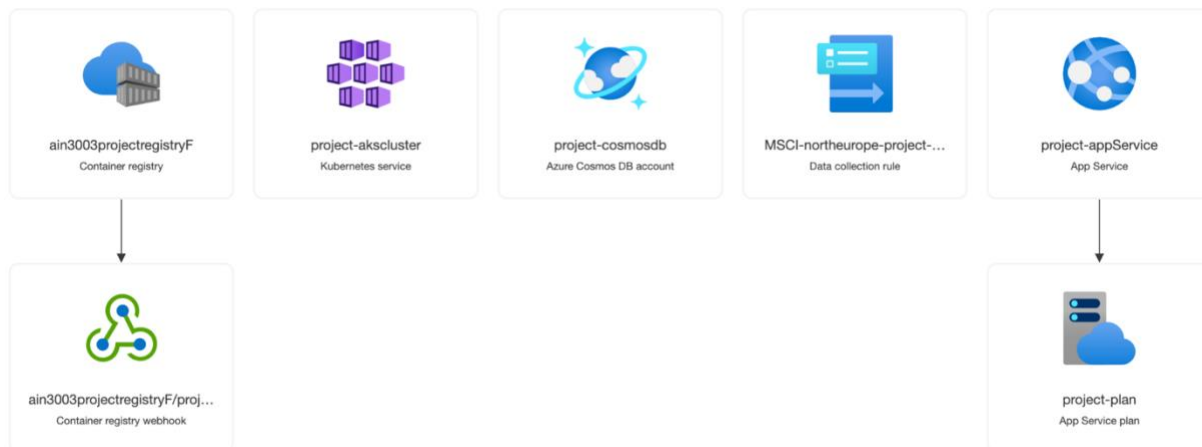 ain3003projectregistryF
Container registry
project-akscluster
Kubernetes service
project-cosmosdb
Azure Cosmos DB account
MSCI-northeurope-project-...
Data collection rule
project-appService
App Service
ain3003projectregistryF/proj...
Container registry webhook
project-plan
App Service plan